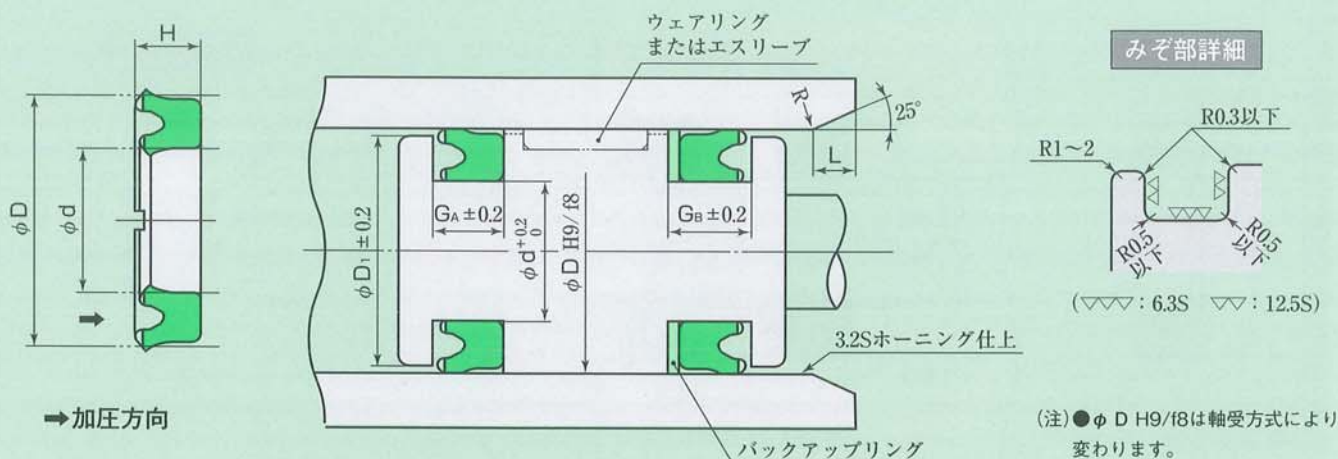 H
φD
φd
➡加圧方向
ウェアリング
またはエスリーブ
R
25°
L
GA±0.2
GB±0.2
φD1±0.2
φd +0.2 0
φD H9/f8
3.2Sホーニング仕上
バックアップリング
みぞ部詳細
R0.3以下
R1〜2
R0.5
以下
R0.5
以下
(▽▽▽:6.3S ▽▽:12.5S)
(注)●φD H9/f8は軸受方式により
変わります。